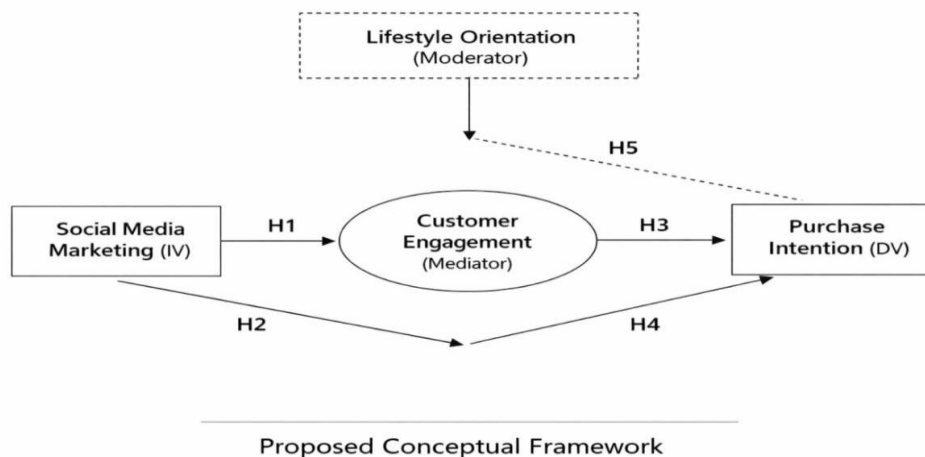 Lifestyle Orientation
(Moderator)
H5
Social Media
Marketing (IV)
H1
Customer
Engagement
(Mediator)
H3
Purchase
Intention (DV)
H2
H4
Proposed Conceptual Framework